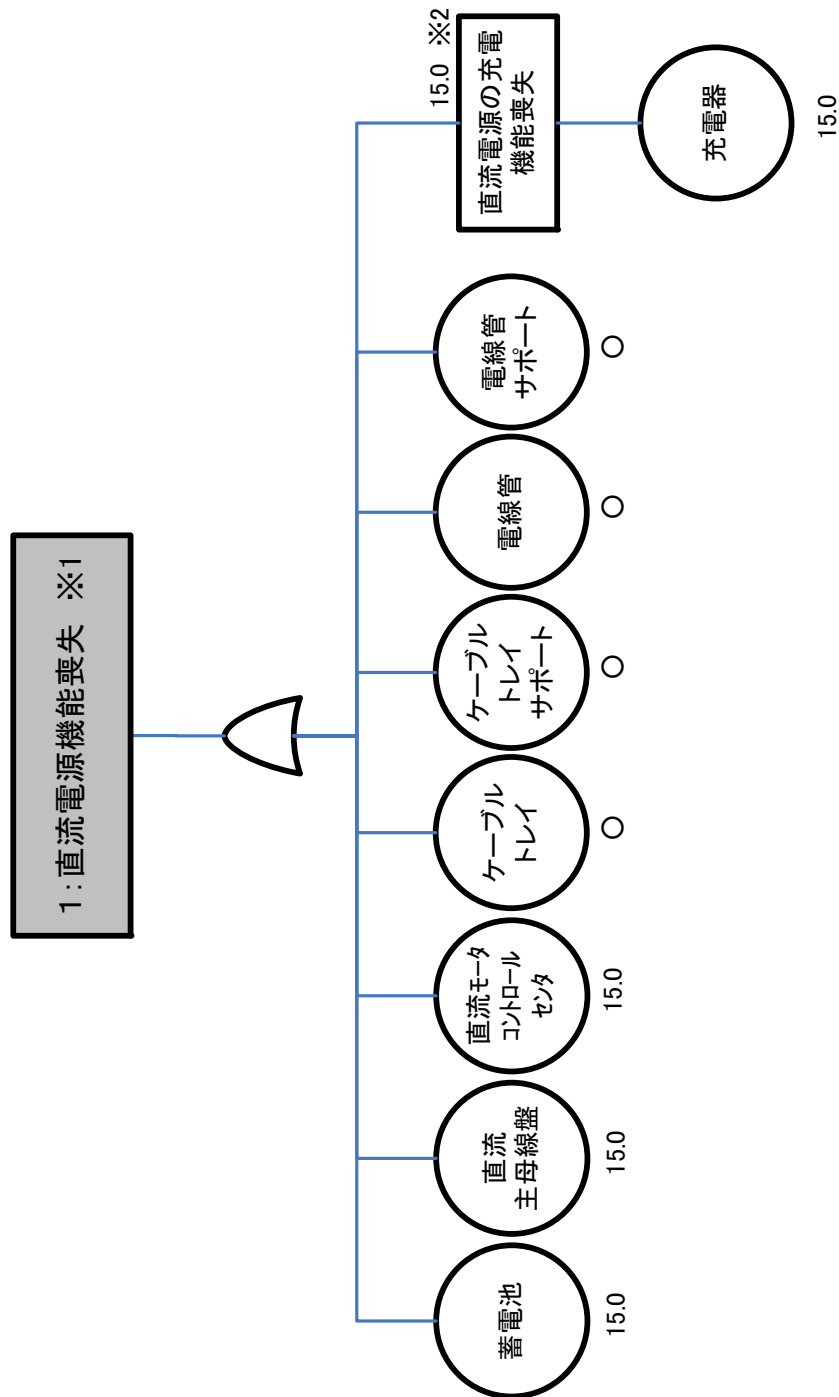 1：直流電源機能喪失 ※1
蓄電池
15.0
直流
主母線盤
15.0
直流モータ
コントロール
センタ
15.0
ケーブル
トレイ
○
ケーブル
トレイ
サポート
○
電線管
○
電線管
サポート
○
15.0 ※2
直流電源の充電
機能喪失
充電器
15.0